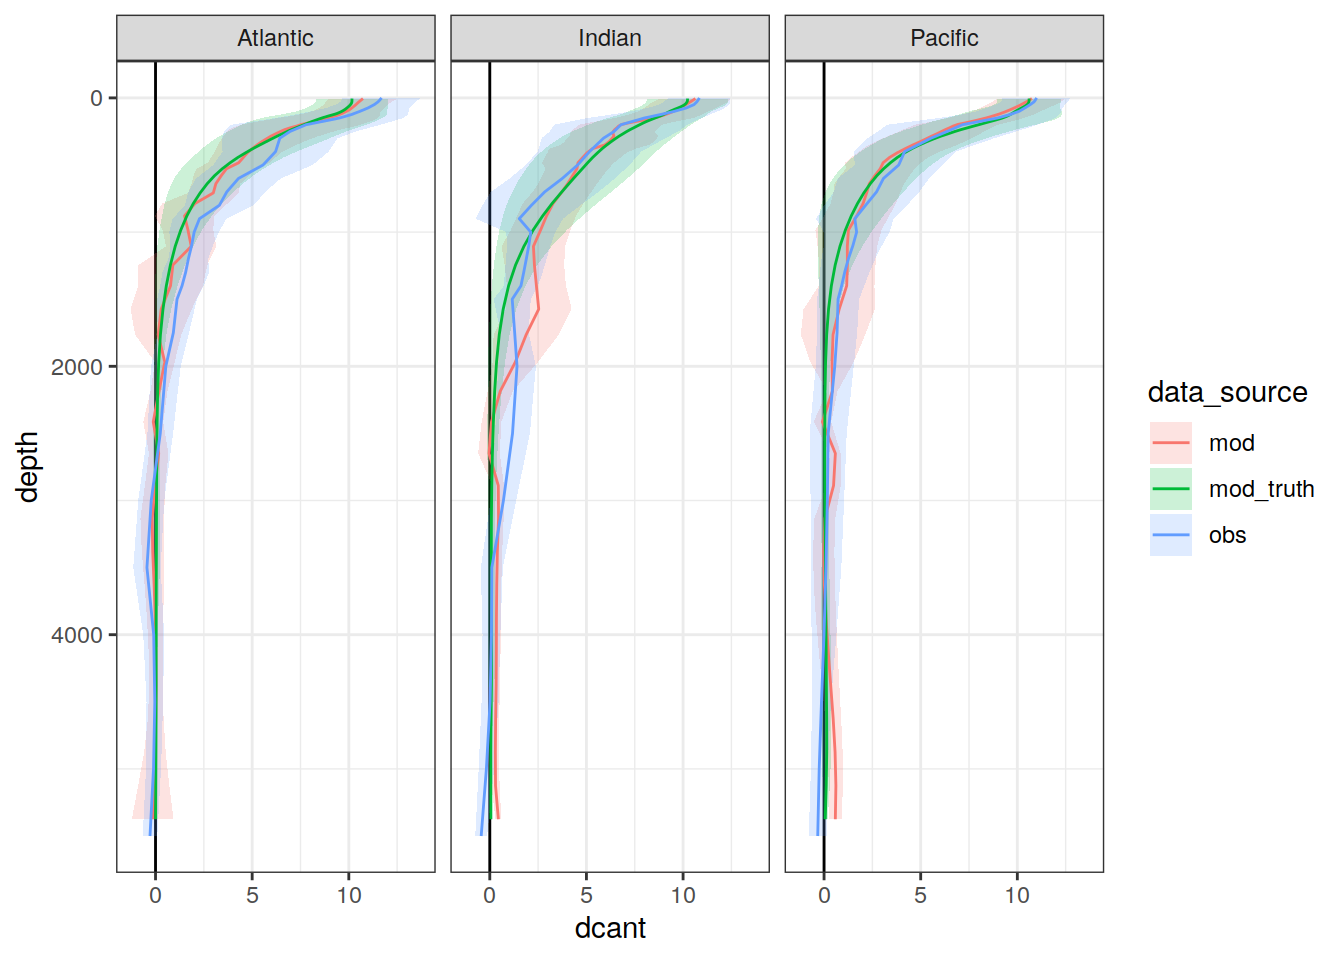 Atlantic
Indian
Pacific
0
2000
4000
depth
0 5 10
0 5 10
0 5 10
dcant
data_source
mod
mod_truth
obs